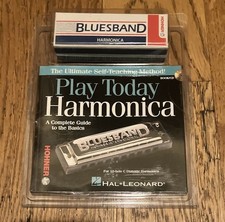 BLUESBAND
HARMONICA
The Ultimate Self-Teaching Method!
Play Today
Harmonica
A Complete Guide
to the Basics
BLUESBAND
HOHNER
HAL•LEONARD